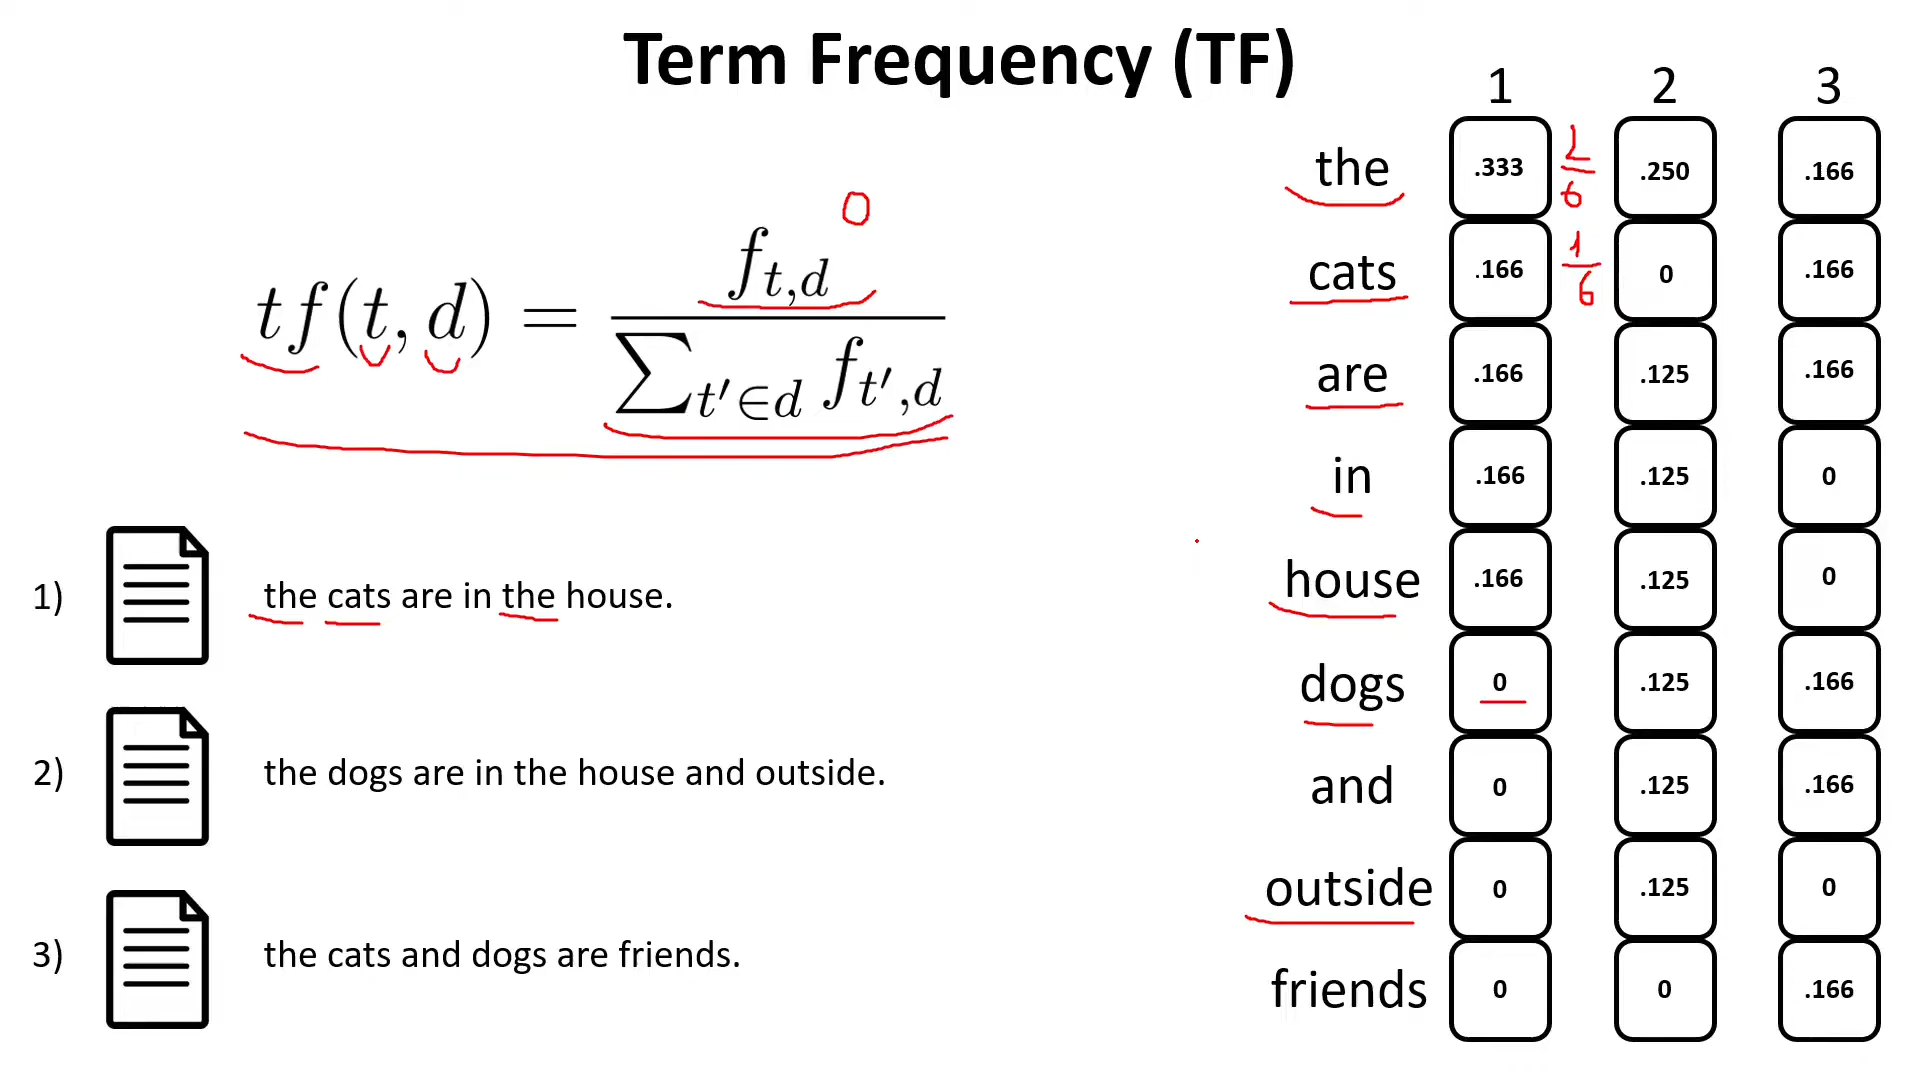 Term Frequency (TF)
1 2 3
the .333 2/6 .250 .166
cats .166 1/6 0 .166
are .166 .125 .166
in .166 .125 0
house .166 .125 0
dogs 0 .125 .166
and 0 .125 .166
outside 0 .125 0
friends 0 0 .166
0
tf(t, d) = f_{t,d} / ∑_{t′∈d} f_{t′,d}
1) the cats are in the house.
2) the dogs are in the house and outside.
3) the cats and dogs are friends.